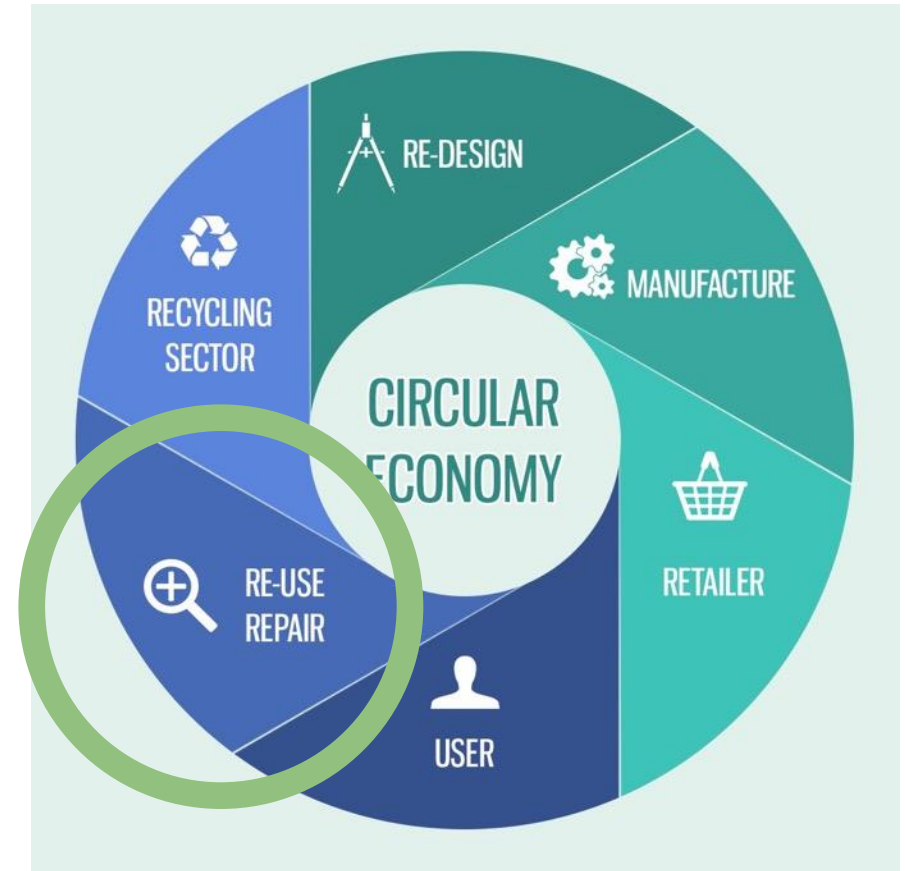 RE-DESIGN
MANUFACTURE
RETAILER
USER
RE-USE
REPAIR
RECYCLING
SECTOR
CIRCULAR
ECONOMY